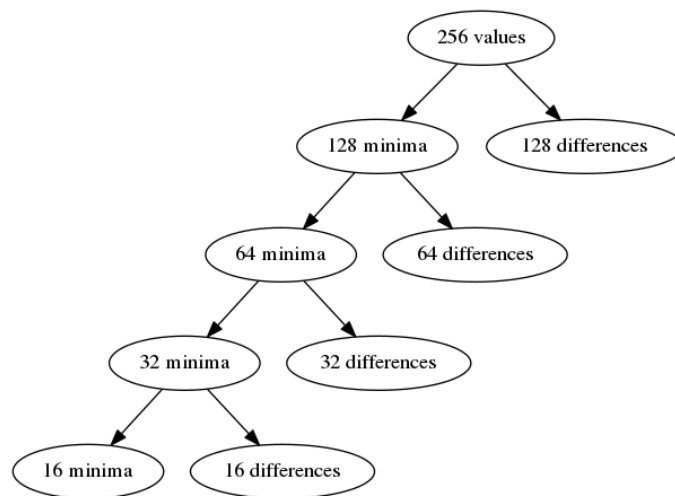 256 values
128 minima
128 differences
64 minima
64 differences
32 minima
32 differences
16 minima
16 differences